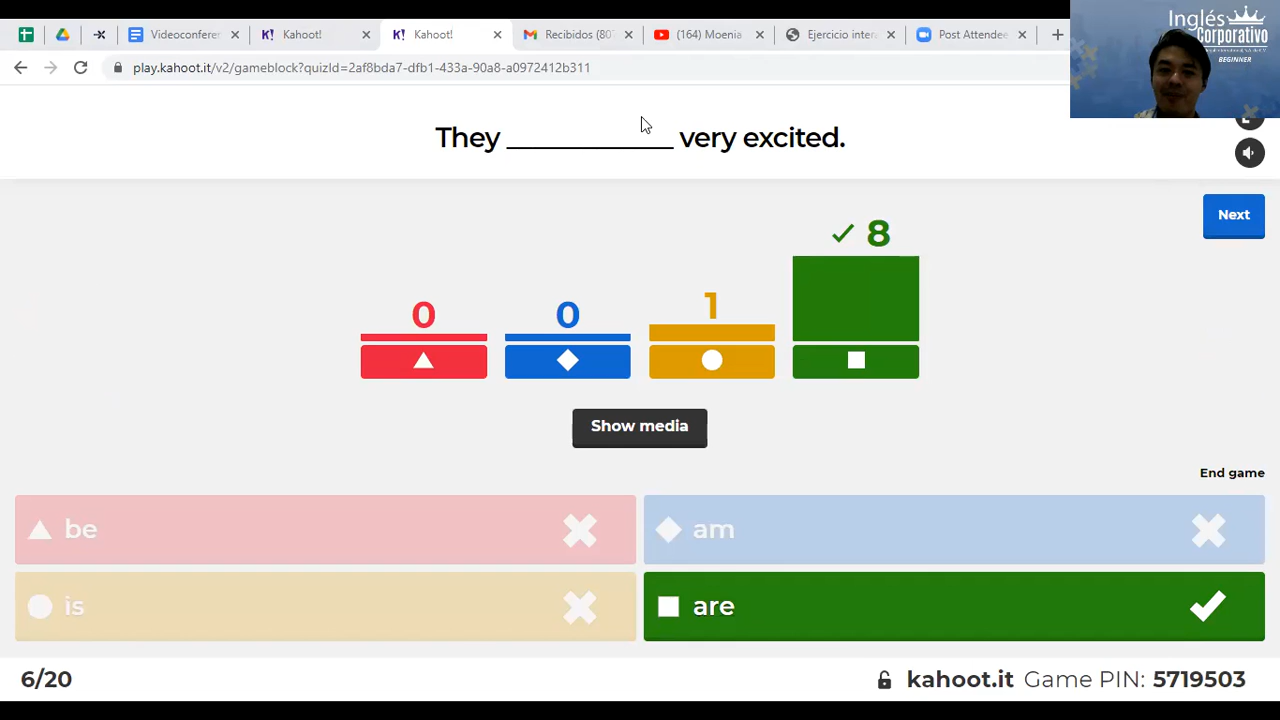 Videoconferen
Kahoot!
Kahoot!
Recibidos (80
(164) Moenia
Ejercicio inter
Post Attendee
play.kahoot.it/v2/gameblock?quizId=2af8bda7-dfb1-433a-90a8-a0972412b311
Inglés
Corporativo
BEGINNER
They ____________ very excited.
Next
0
0
1
8
Show media
End game
be
am
is
are
6/20
kahoot.it Game PIN: 5719503